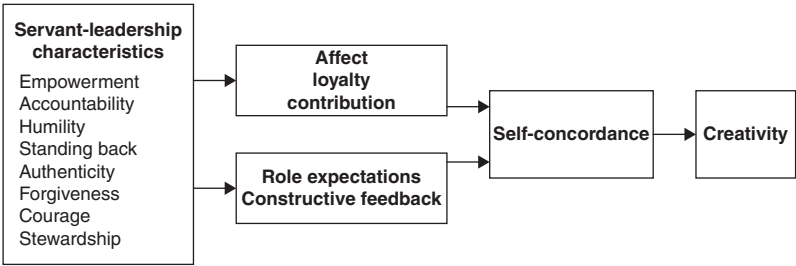 Servant-leadership
characteristics
Empowerment
Accountability
Humility
Standing back
Authenticity
Forgiveness
Courage
Stewardship
Affect
loyalty
contribution
Role expectations
Constructive feedback
Self-concordance
Creativity